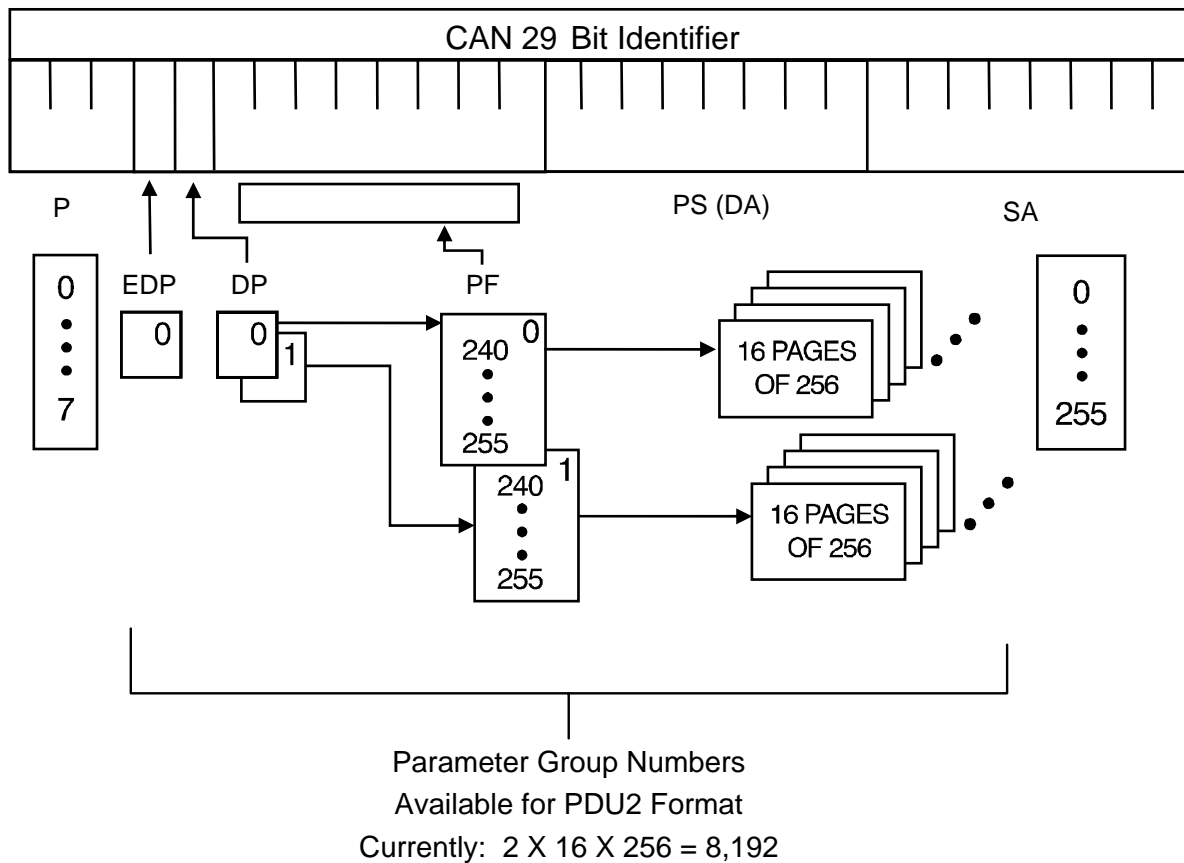 CAN 29 Bit Identifier
P
PS (DA)
SA
EDP
DP
PF
0
7
0
0
1
0
240
255
1
240
255
16 PAGES
OF 256
16 PAGES
OF 256
0
255
Parameter Group Numbers
Available for PDU2 Format
Currently: 2 X 16 X 256 = 8,192